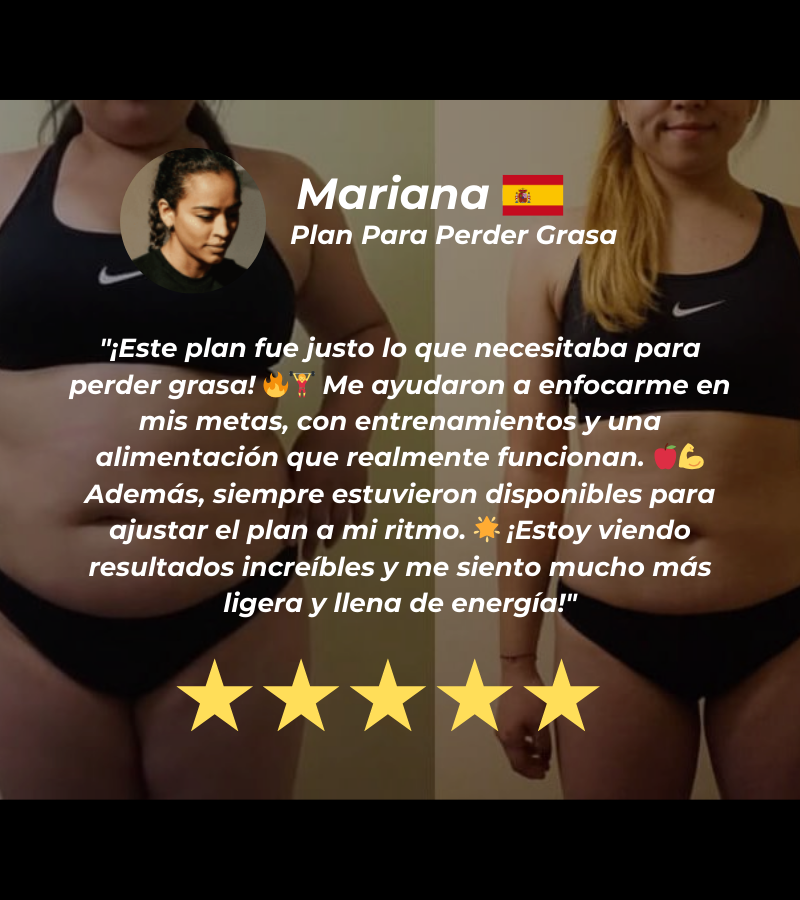 Mariana 🇪🇸
Plan Para Perder Grasa
"¡Este plan fue justo lo que necesitaba para
perder grasa! 🔥🏋️‍♀️ Me ayudaron a enfocarme en
mis metas, con entrenamientos y una
alimentación que realmente funcionan. 🍎💪
Además, siempre estuvieron disponibles para
ajustar el plan a mi ritmo. 🌟 ¡Estoy viendo
resultados increíbles y me siento mucho más
ligera y llena de energía!"